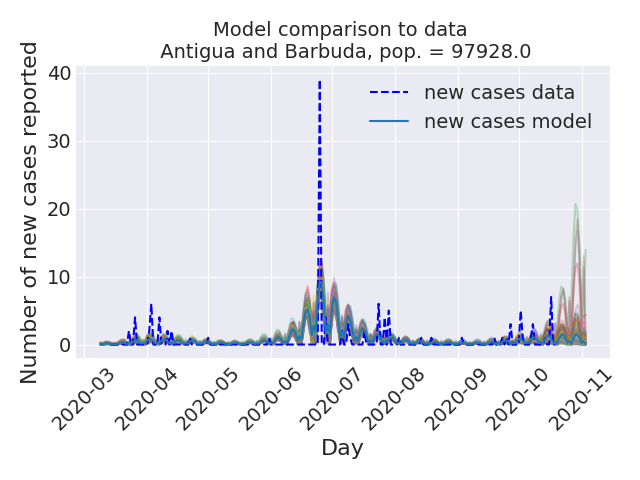 Model comparison to data
Antigua and Barbuda, pop. = 97928.0
Number of new cases reported
40
30
20
10
0
new cases data
new cases model
2020-03
2020-04
2020-05
2020-06
2020-07
2020-08
2020-09
2020-10
2020-11
Day